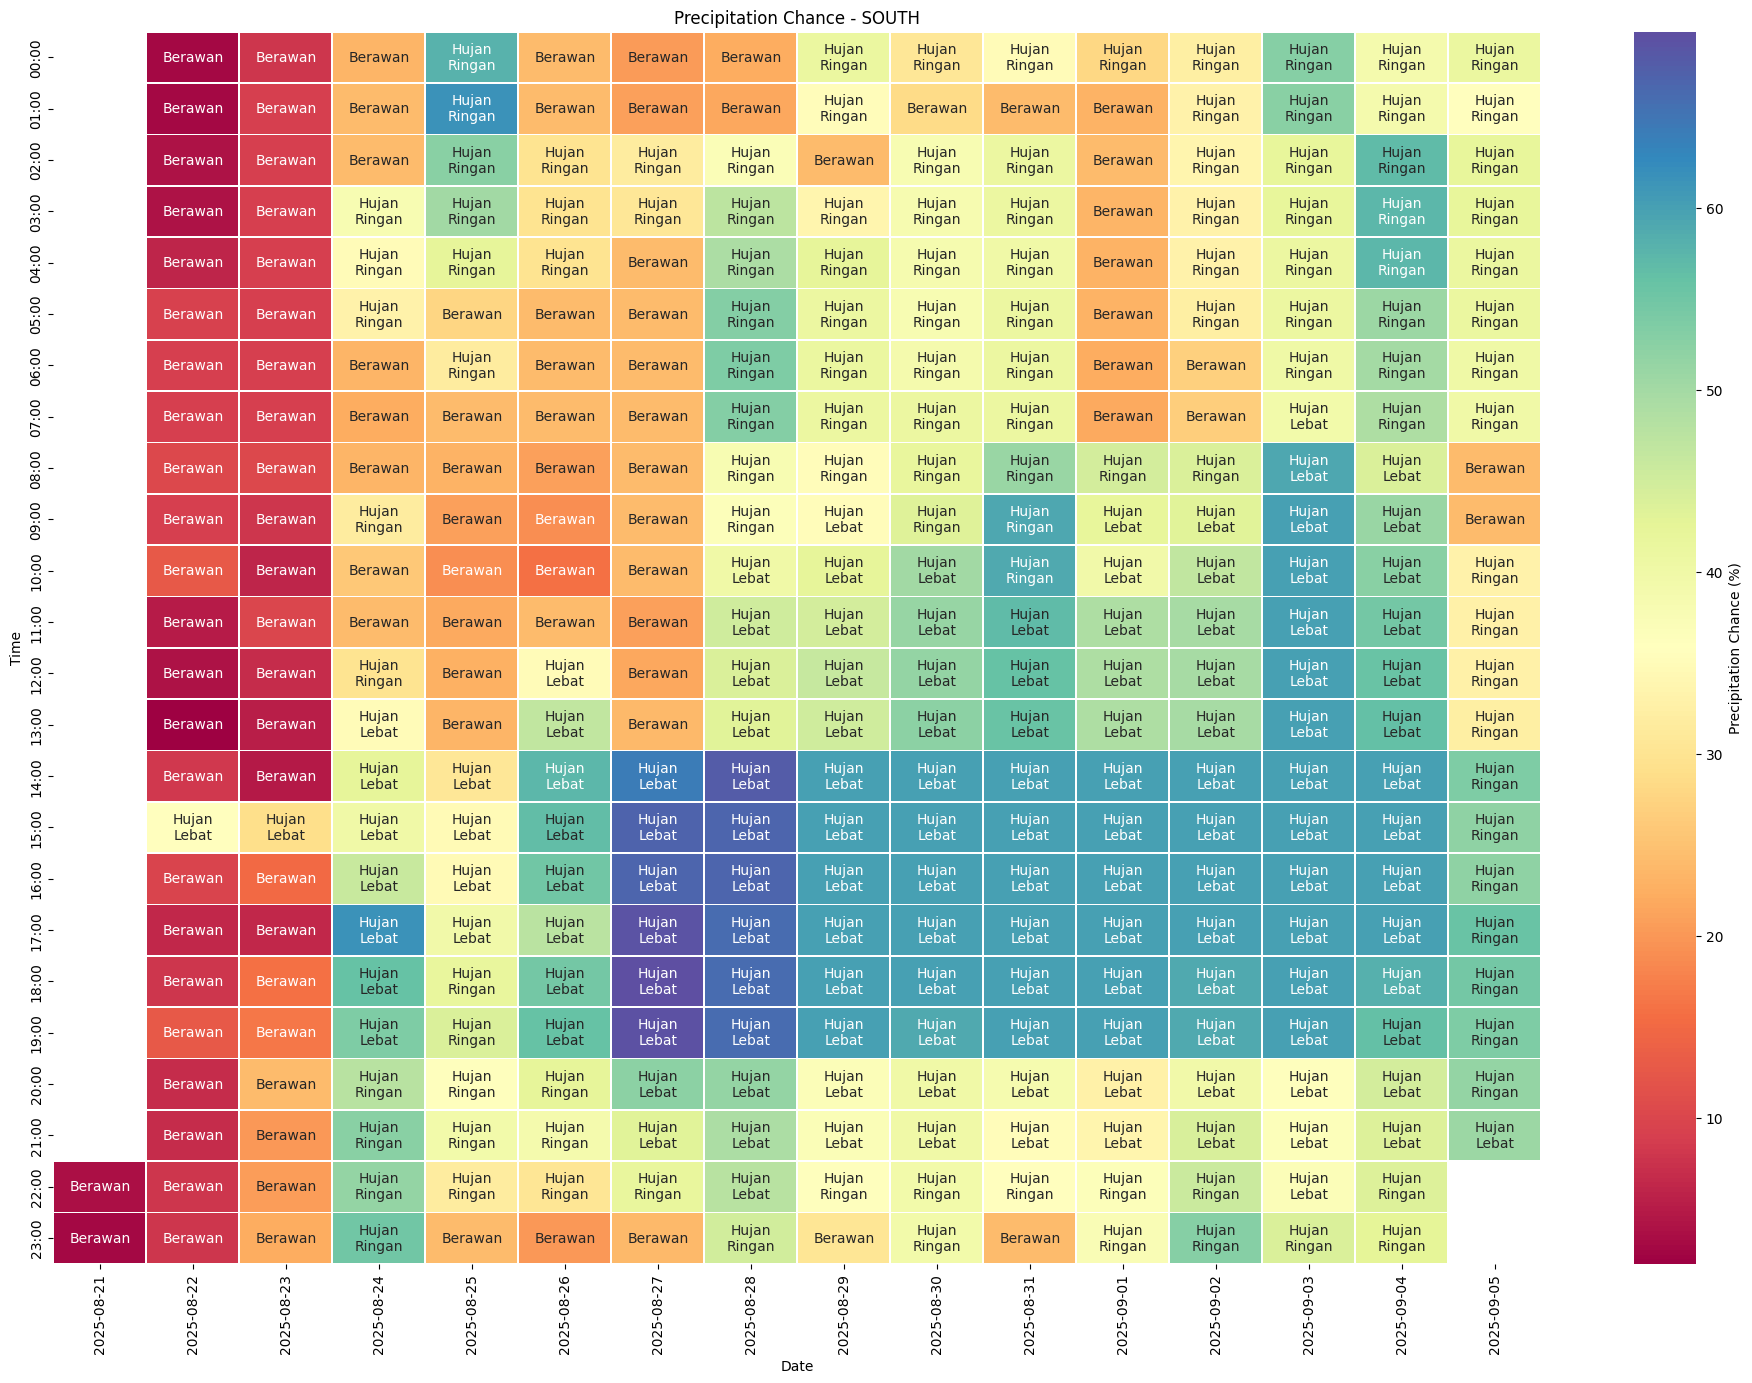 Precipitation Chance - SOUTH
00:00 Berawan Berawan Berawan Hujan Ringan Berawan Berawan Berawan Hujan Ringan Hujan Ringan Hujan Ringan Hujan Ringan Hujan Ringan Hujan Ringan Hujan Ringan Hujan Ringan
01:00 Berawan Berawan Berawan Hujan Ringan Berawan Berawan Berawan Hujan Ringan Berawan Berawan Berawan Hujan Ringan Hujan Ringan Hujan Ringan Hujan Ringan
02:00 Berawan Berawan Berawan Hujan Ringan Hujan Ringan Hujan Ringan Hujan Ringan Berawan Hujan Ringan Hujan Ringan Berawan Hujan Ringan Hujan Ringan Hujan Ringan Hujan Ringan
03:00 Berawan Berawan Hujan Ringan Hujan Ringan Hujan Ringan Hujan Ringan Hujan Ringan Hujan Ringan Hujan Ringan Hujan Ringan Berawan Hujan Ringan Hujan Ringan Hujan Ringan Hujan Ringan
04:00 Berawan Berawan Hujan Ringan Hujan Ringan Hujan Ringan Berawan Hujan Ringan Hujan Ringan Hujan Ringan Hujan Ringan Berawan Hujan Ringan Hujan Ringan Hujan Ringan Hujan Ringan
05:00 Berawan Berawan Hujan Ringan Berawan Berawan Berawan Hujan Ringan Hujan Ringan Hujan Ringan Hujan Ringan Berawan Hujan Ringan Hujan Ringan Hujan Ringan Hujan Ringan
06:00 Berawan Berawan Berawan Hujan Ringan Berawan Berawan Hujan Ringan Hujan Ringan Hujan Ringan Hujan Ringan Berawan Berawan Hujan Ringan Hujan Ringan Hujan Ringan
07:00 Berawan Berawan Berawan Berawan Berawan Berawan Hujan Ringan Hujan Ringan Hujan Ringan Hujan Ringan Berawan Berawan Hujan Lebat Hujan Ringan Hujan Ringan
08:00 Berawan Berawan Berawan Berawan Berawan Berawan Hujan Ringan Hujan Ringan Hujan Ringan Hujan Ringan Hujan Ringan Hujan Ringan Hujan Lebat Hujan Lebat Berawan
09:00 Berawan Berawan Hujan Ringan Berawan Berawan Berawan Hujan Ringan Hujan Lebat Hujan Ringan Hujan Ringan Hujan Lebat Hujan Lebat Hujan Lebat Hujan Lebat Berawan
10:00 Berawan Berawan Berawan Berawan Berawan Berawan Hujan Lebat Hujan Lebat Hujan Lebat Hujan Ringan Hujan Lebat Hujan Lebat Hujan Lebat Hujan Lebat Hujan Ringan
11:00 Berawan Berawan Berawan Berawan Berawan Berawan Hujan Lebat Hujan Lebat Hujan Lebat Hujan Lebat Hujan Lebat Hujan Lebat Hujan Lebat Hujan Lebat Hujan Ringan
12:00 Berawan Berawan Hujan Ringan Berawan Hujan Lebat Berawan Hujan Lebat Hujan Lebat Hujan Lebat Hujan Lebat Hujan Lebat Hujan Lebat Hujan Lebat Hujan Lebat Hujan Ringan
13:00 Berawan Berawan Hujan Lebat Berawan Hujan Lebat Berawan Hujan Lebat Hujan Lebat Hujan Lebat Hujan Lebat Hujan Lebat Hujan Lebat Hujan Lebat Hujan Lebat Hujan Ringan
14:00 Berawan Berawan Hujan Lebat Hujan Lebat Hujan Lebat Hujan Lebat Hujan Lebat Hujan Lebat Hujan Lebat Hujan Lebat Hujan Lebat Hujan Lebat Hujan Lebat Hujan Lebat Hujan Ringan
15:00 Hujan Lebat Hujan Lebat Hujan Lebat Hujan Lebat Hujan Lebat Hujan Lebat Hujan Lebat Hujan Lebat Hujan Lebat Hujan Lebat Hujan Lebat Hujan Lebat Hujan Lebat Hujan Lebat Hujan Ringan
16:00 Berawan Berawan Hujan Lebat Hujan Lebat Hujan Lebat Hujan Lebat Hujan Lebat Hujan Lebat Hujan Lebat Hujan Lebat Hujan Lebat Hujan Lebat Hujan Lebat Hujan Lebat Hujan Ringan
17:00 Berawan Berawan Hujan Lebat Hujan Lebat Hujan Lebat Hujan Lebat Hujan Lebat Hujan Lebat Hujan Lebat Hujan Lebat Hujan Lebat Hujan Lebat Hujan Lebat Hujan Lebat Hujan Ringan
18:00 Berawan Berawan Hujan Lebat Hujan Ringan Hujan Lebat Hujan Lebat Hujan Lebat Hujan Lebat Hujan Lebat Hujan Lebat Hujan Lebat Hujan Lebat Hujan Lebat Hujan Lebat Hujan Ringan
19:00 Berawan Berawan Hujan Lebat Hujan Ringan Hujan Lebat Hujan Lebat Hujan Lebat Hujan Lebat Hujan Lebat Hujan Lebat Hujan Lebat Hujan Lebat Hujan Lebat Hujan Lebat Hujan Ringan
20:00 Berawan Berawan Hujan Ringan Hujan Ringan Hujan Ringan Hujan Lebat Hujan Lebat Hujan Lebat Hujan Lebat Hujan Lebat Hujan Lebat Hujan Lebat Hujan Lebat Hujan Lebat Hujan Ringan
21:00 Berawan Berawan Hujan Ringan Hujan Ringan Hujan Ringan Hujan Lebat Hujan Lebat Hujan Lebat Hujan Lebat Hujan Lebat Hujan Lebat Hujan Lebat Hujan Lebat Hujan Lebat Hujan Lebat
22:00 Berawan Berawan Berawan Hujan Ringan Hujan Ringan Hujan Ringan Hujan Ringan Hujan Lebat Hujan Ringan Hujan Ringan Hujan Ringan Hujan Ringan Hujan Ringan Hujan Lebat Hujan Ringan
23:00 Berawan Berawan Berawan Hujan Ringan Berawan Berawan Berawan Hujan Ringan Berawan Hujan Ringan Berawan Hujan Ringan Hujan Ringan Hujan Ringan Hujan Ringan
Time
2025-08-21 2025-08-22 2025-08-23 2025-08-24 2025-08-25 2025-08-26 2025-08-27 2025-08-28 2025-08-29 2025-08-30 2025-08-31 2025-09-01 2025-09-02 2025-09-03 2025-09-04 2025-09-05
Date
60
50
40
30
20
10
Precipitation Chance (%)